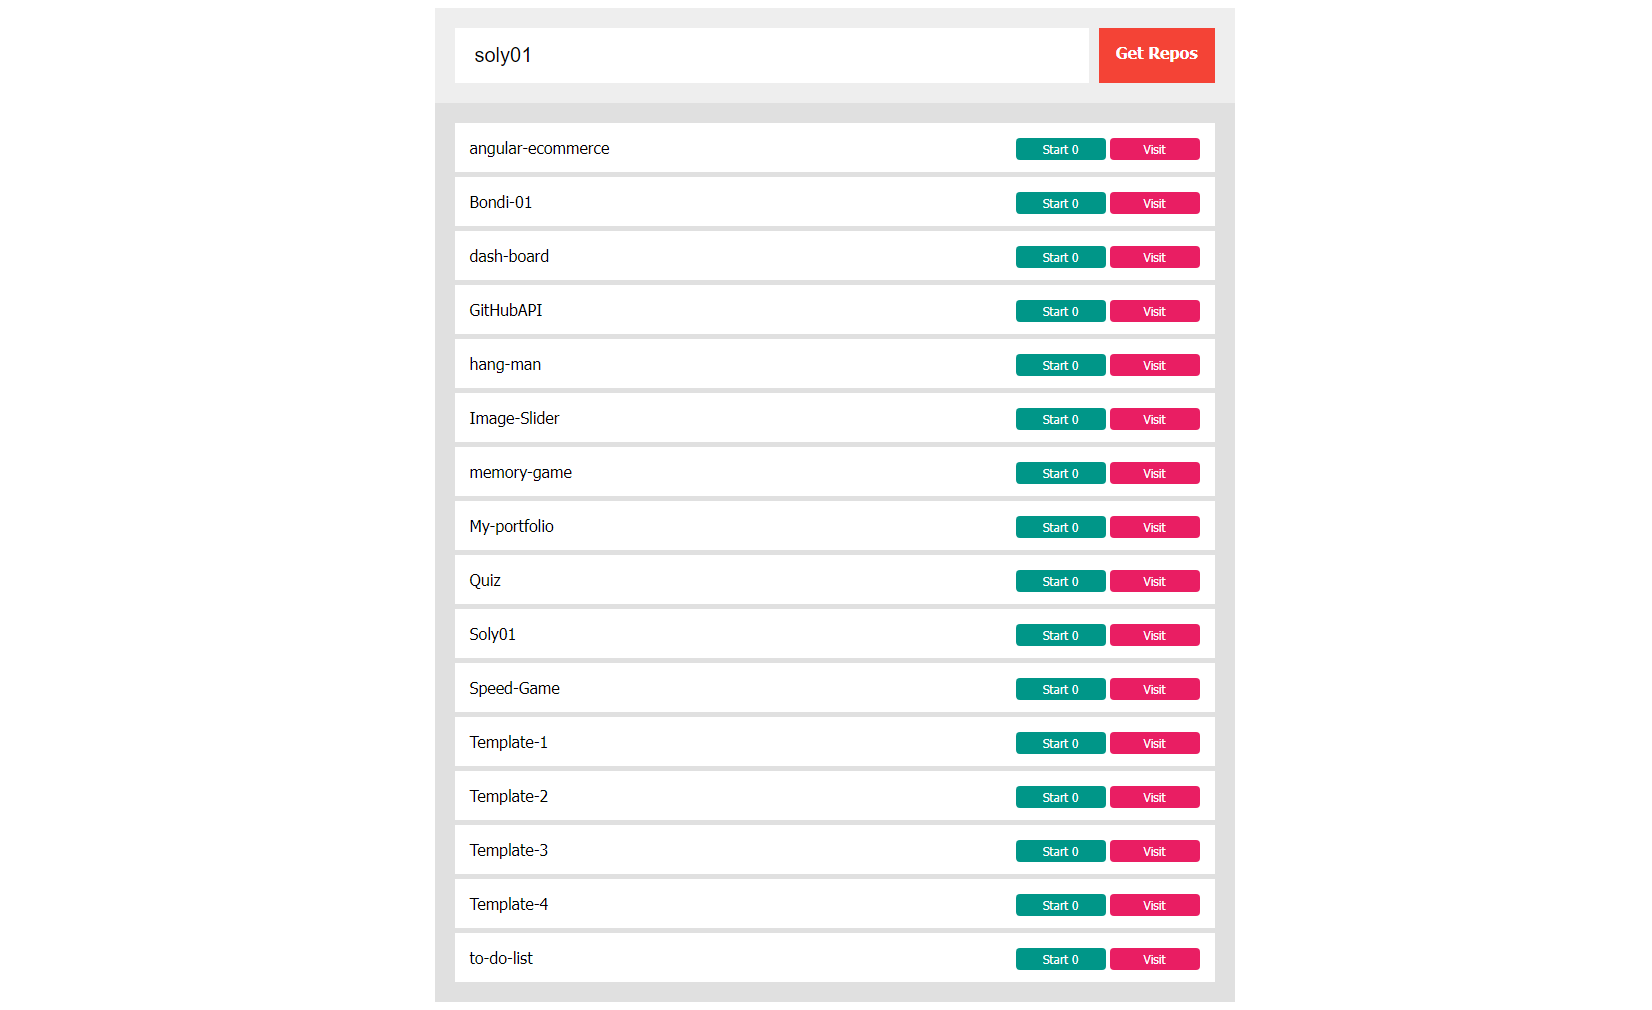 soly01 Get Repos
angular-ecommerce Start 0 Visit
Bondi-01 Start 0 Visit
dash-board Start 0 Visit
GitHubAPI Start 0 Visit
hang-man Start 0 Visit
Image-Slider Start 0 Visit
memory-game Start 0 Visit
My-portfolio Start 0 Visit
Quiz Start 0 Visit
Soly01 Start 0 Visit
Speed-Game Start 0 Visit
Template-1 Start 0 Visit
Template-2 Start 0 Visit
Template-3 Start 0 Visit
Template-4 Start 0 Visit
to-do-list Start 0 Visit